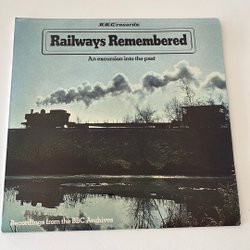 BBC records
Railways Remembered
An excursion into the past
Recordings from the BBC Archives